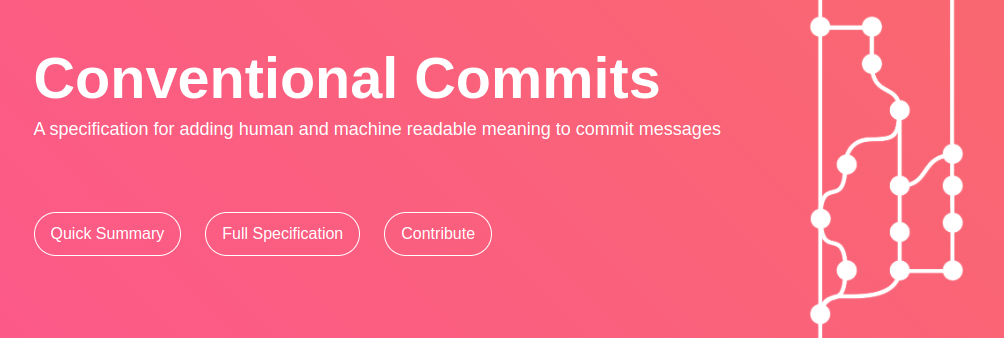 Conventional Commits
A specification for adding human and machine readable meaning to commit messages
Quick Summary
Full Specification
Contribute